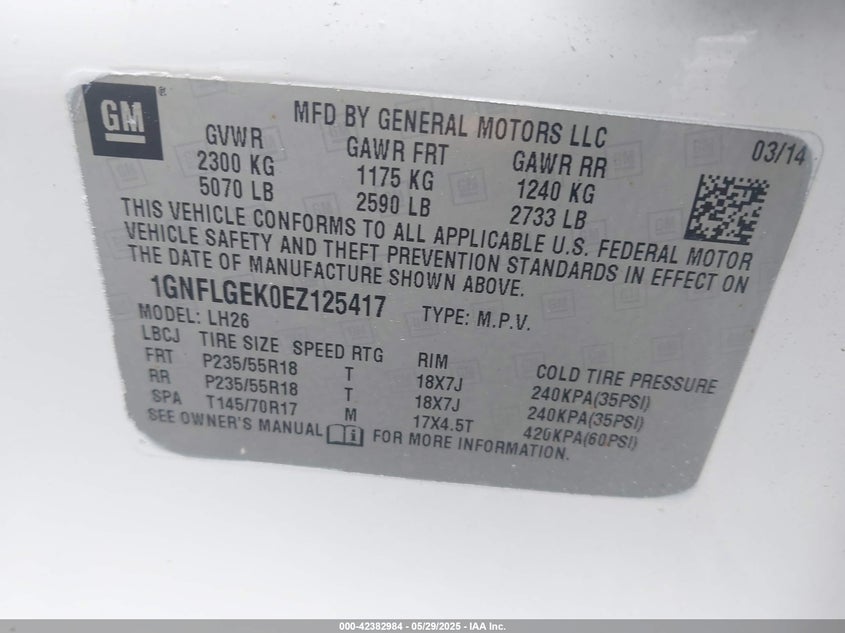 GM®
MFD BY GENERAL MOTORS LLC
03/14
GVWR GAWR FRT GAWR RR
2300 KG 1175 KG 1240 KG
5070 LB 2590 LB 2733 LB
THIS VEHICLE CONFORMS TO ALL APPLICABLE U.S. FEDERAL MOTOR
VEHICLE SAFETY AND THEFT PREVENTION STANDARDS IN EFFECT ON
THE DATE OF MANUFACTURE SHOWN ABOVE.
1GNFLGEK0EZ125417 TYPE: M.P.V.
MODEL: LH26
LBCJ TIRE SIZE SPEED RTG RIM COLD TIRE PRESSURE
FRT P235/55R18 T 18X7J 240KPA(35PSI)
RR P235/55R18 T 18X7J 240KPA(35PSI)
SPA T145/70R17 M 17X4.5T 420KPA(60PSI)
SEE OWNER'S MANUAL FOR MORE INFORMATION.
000-42382984 - 05/29/2025 - IAA Inc.